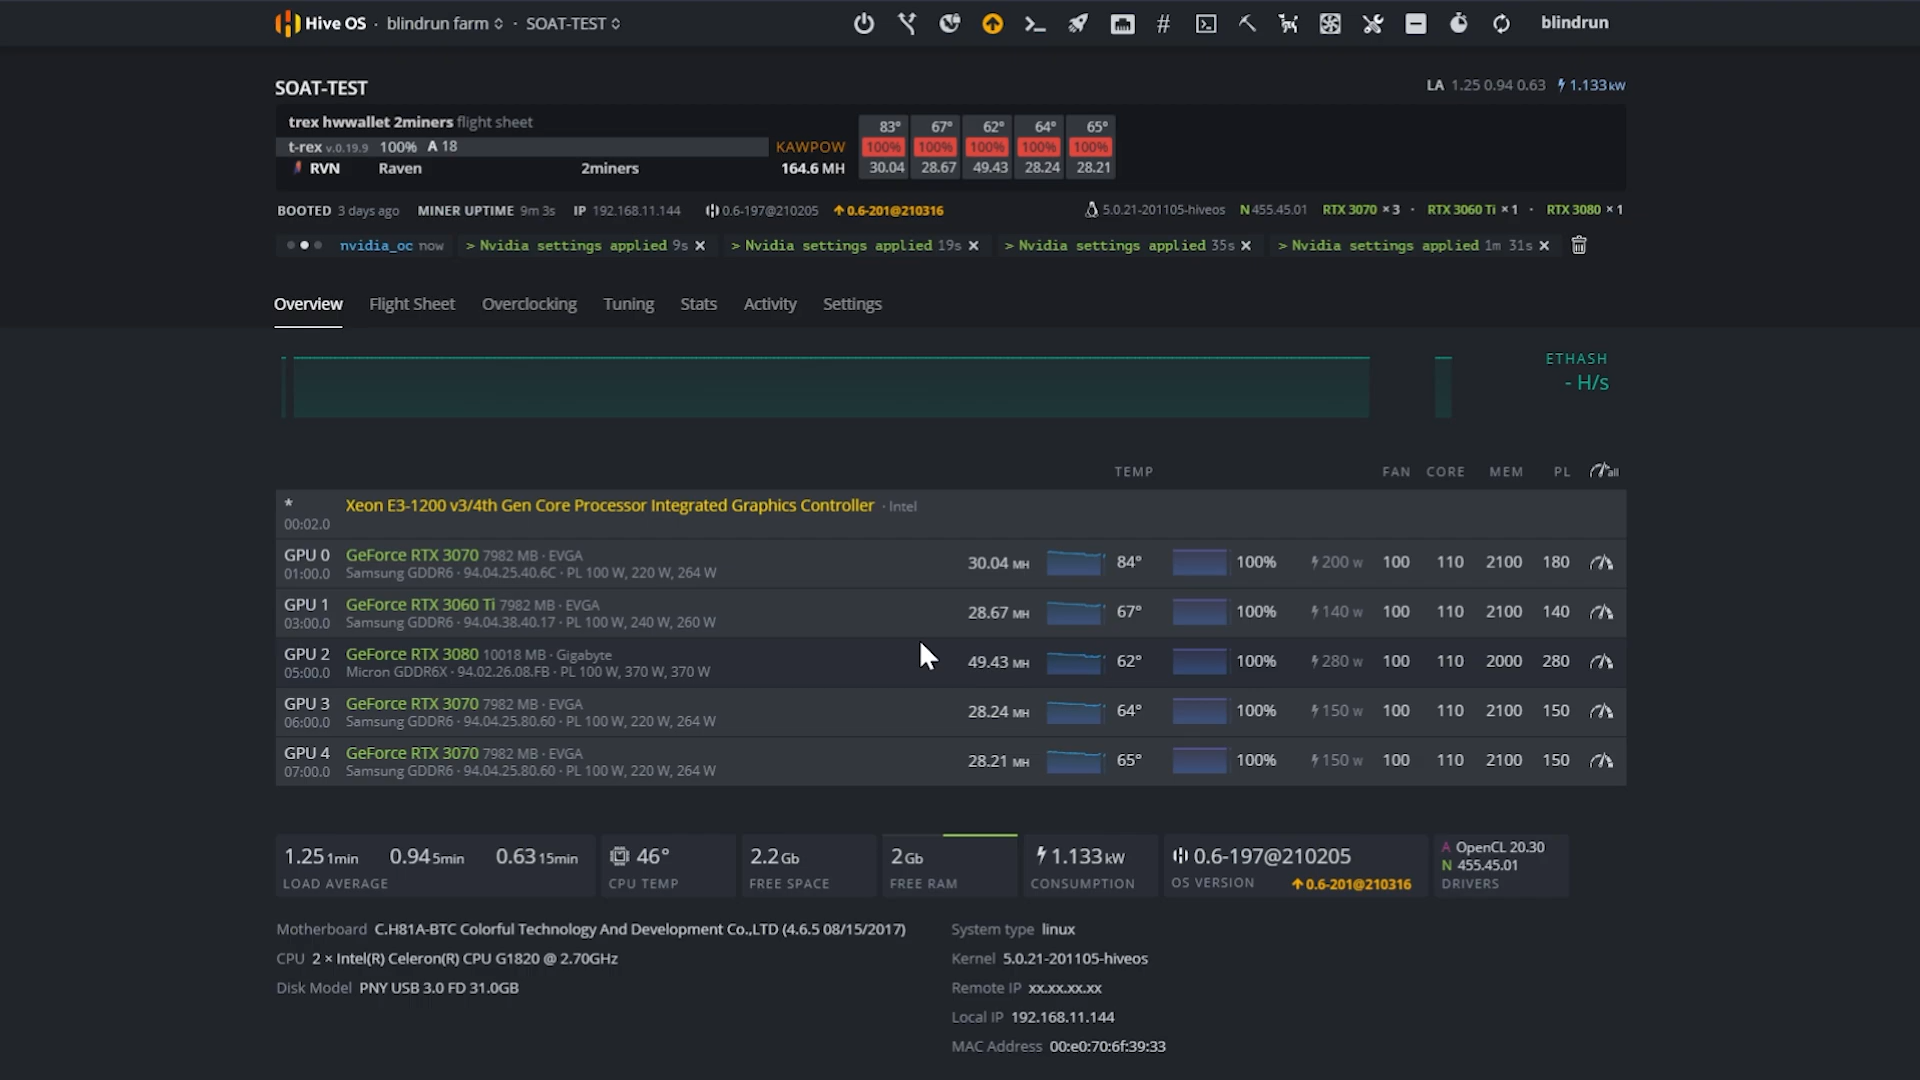 Hive OS · blindrun farm · SOAT-TEST blindrun
SOAT-TEST LA 1.25 0.94 0.63 1.133 kW
trex hwwallet 2miners flight sheet
t-rex v.0.19.9 100% A 18 KAWPOW
RVN Raven 2miners 164.6 MH
83° 67° 62° 64° 65°
100% 100% 100% 100% 100%
30.04 28.67 49.43 28.24 28.21
BOOTED 3 days ago MINER UPTIME 9m 3s IP 192.168.11.144 0.6-197@210205 0.6-201@210316 5.0.21-201105-hiveos N 455.45.01 RTX 3070 × 3 · RTX 3060 Ti × 1 · RTX 3080 × 1
nvidia_oc now > Nvidia settings applied 9s × > Nvidia settings applied 19s × > Nvidia settings applied 35s × > Nvidia settings applied 1m 31s ×
Overview Flight Sheet Overclocking Tuning Stats Activity Settings
ETHASH
- H/s
TEMP FAN CORE MEM PL all
* Xeon E3-1200 v3/4th Gen Core Processor Integrated Graphics Controller · Intel
00:02.0
GPU 0 GeForce RTX 3070 7982 MB · EVGA 30.04 MH 84° 100% 200 W 100 110 2100 180
01:00.0 Samsung GDDR6 · 94.04.25.40.6C · PL 100 W, 220 W, 264 W
GPU 1 GeForce RTX 3060 Ti 7982 MB · EVGA 28.67 MH 67° 100% 140 W 100 110 2100 140
03:00.0 Samsung GDDR6 · 94.04.38.40.17 · PL 100 W, 240 W, 260 W
GPU 2 GeForce RTX 3080 10018 MB · Gigabyte 49.43 MH 62° 100% 280 W 100 110 2000 280
05:00.0 Micron GDDR6X · 94.02.26.08.FB · PL 100 W, 370 W, 370 W
GPU 3 GeForce RTX 3070 7982 MB · EVGA 28.24 MH 64° 100% 150 W 100 110 2100 150
06:00.0 Samsung GDDR6 · 94.04.25.80.60 · PL 100 W, 220 W, 264 W
GPU 4 GeForce RTX 3070 7982 MB · EVGA 28.21 MH 65° 100% 150 W 100 110 2100 150
07:00.0 Samsung GDDR6 · 94.04.25.80.60 · PL 100 W, 220 W, 264 W
1.25 1min 0.94 5min 0.63 15min 46° 2.2 Gb 2 Gb 1.133 kW 0.6-197@210205 A OpenCL 20.30
N 455.45.01
LOAD AVERAGE CPU TEMP FREE SPACE FREE RAM CONSUMPTION OS VERSION 0.6-201@210316 DRIVERS
Motherboard C.H81A-BTC Colorful Technology And Development Co.,LTD (4.6.5 08/15/2017)
CPU 2 × Intel(R) Celeron(R) CPU G1820 @ 2.70GHz
Disk Model PNY USB 3.0 FD 31.0GB
System type linux
Kernel 5.0.21-201105-hiveos
Remote IP xx.xx.xx.xx
Local IP 192.168.11.144
MAC Address 00:e0:70:6f:39:33